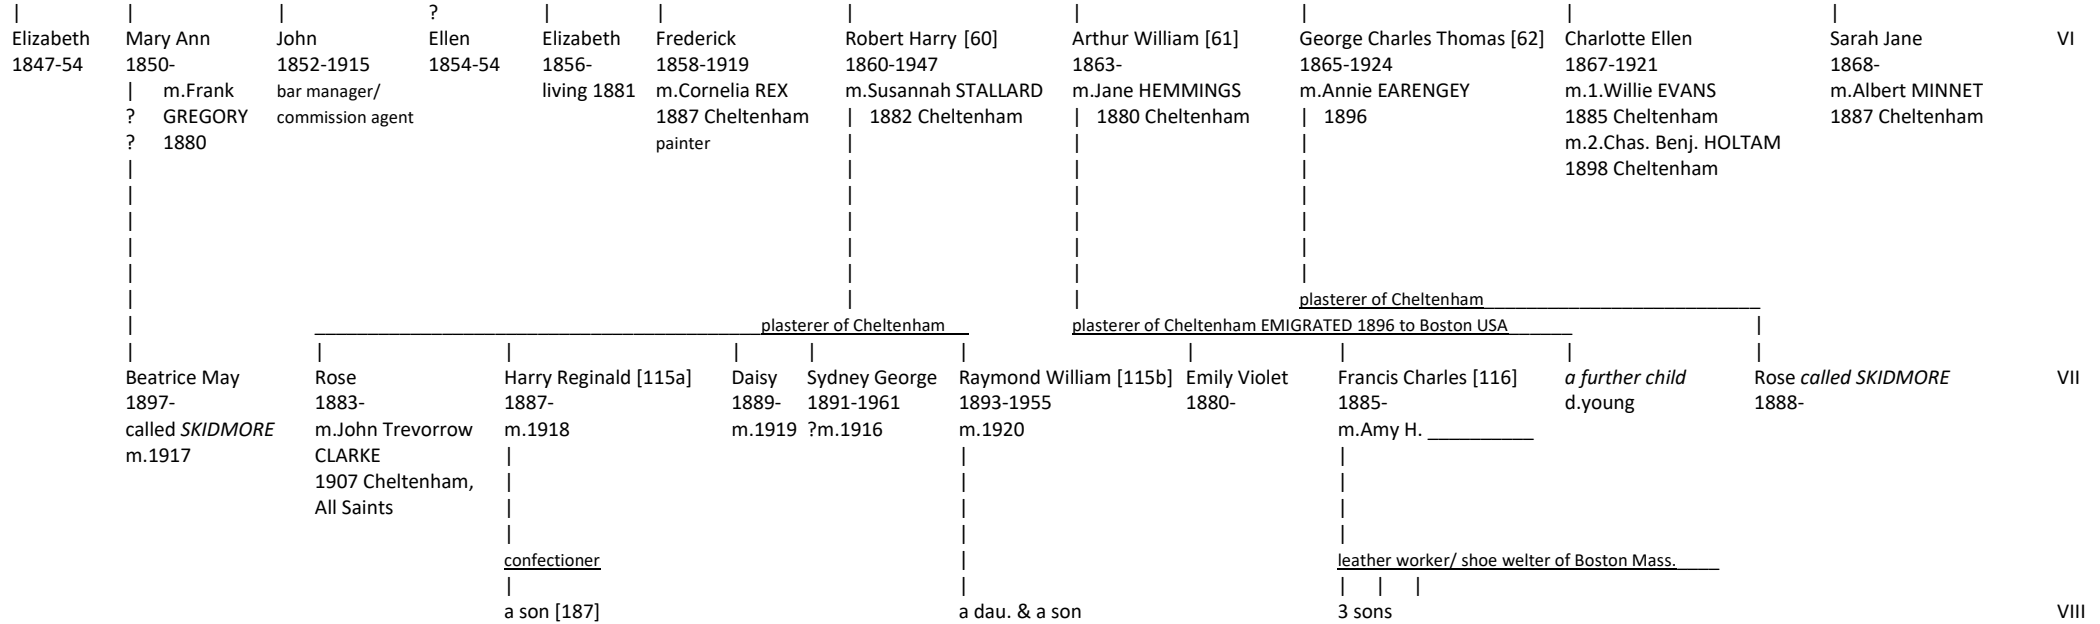 ? 
Elizabeth Mary Ann John Ellen Elizabeth Frederick Robert Harry [60] Arthur William [61] George Charles Thomas [62] Charlotte Ellen Sarah Jane VI
1847-54 1850- 1852-1915 1854-54 1856- 1858-1919 1860-1947 1863- 1865-1924 1867-1921 1868-
| m.Frank bar manager/ living 1881 m.Cornelia REX m.Susannah STALLARD m.Jane HEMMINGS m.Annie EARENGEY m.1.Willie EVANS m.Albert MINNET
? GREGORY commission agent 1887 Cheltenham | 1882 Cheltenham | 1880 Cheltenham | 1896 1885 Cheltenham 1887 Cheltenham
? 1880 painter m.2.Chas. Benj. HOLTAM
1898 Cheltenham
plasterer of Cheltenham
plasterer of Cheltenham plasterer of Cheltenham EMIGRATED 1896 to Boston USA
Beatrice May Rose Harry Reginald [115a] Daisy Sydney George Raymond William [115b] Emily Violet Francis Charles [116] a further child Rose called SKIDMORE VII
1897- 1883- 1887- 1889- 1891-1961 1893-1955 1880- 1885- d.young 1888-
called SKIDMORE m.John Trevorrow m.1918 m.1919 ?m.1916 m.1920 m.Amy H. __________
m.1917 CLARKE
1907 Cheltenham,
All Saints
confectioner leather worker/ shoe welter of Boston Mass.
a son [187] a dau. & a son 3 sons VIII